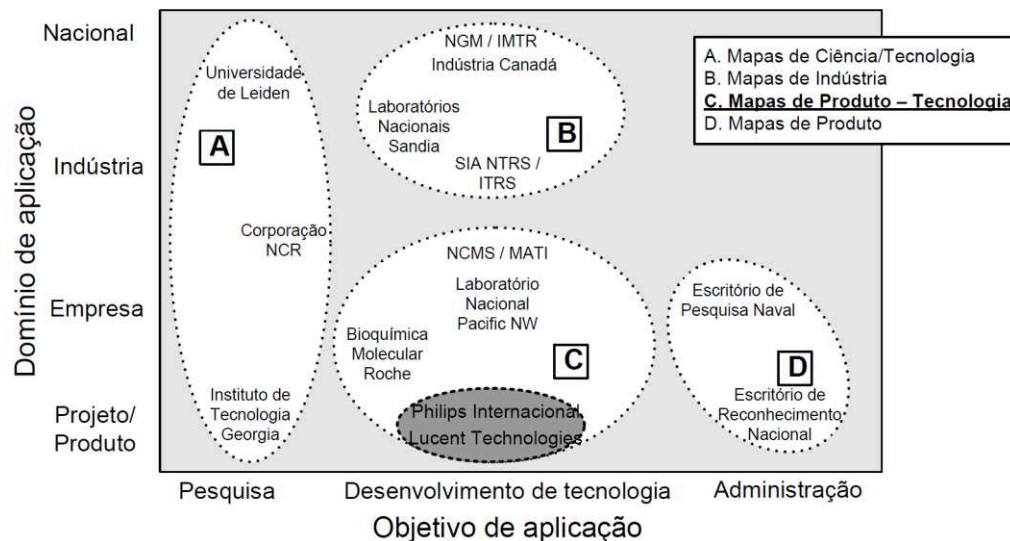 Nacional
Indústria
Empresa
Projeto/
Produto
Domínio de aplicação
Universidade
de Leiden
A
Corporação
NCR
Instituto de
Tecnologia
Georgia
NGM / IMTR
Indústria Canadá
Laboratórios
Nacionais
Sandia
B
SIA NTRS /
ITRS
NCMS / MATI
Laboratório
Nacional
Pacific NW
Bioquímica
Molecular
Roche
C
Philips Internacional
Lucent Technologies
Escritório de
Pesquisa Naval
D
Escritório de
Reconhecimento
Nacional
A. Mapas de Ciência/Tecnologia
B. Mapas de Indústria
C. Mapas de Produto – Tecnologia
D. Mapas de Produto
Pesquisa
Desenvolvimento de tecnologia
Administração
Objetivo de aplicação